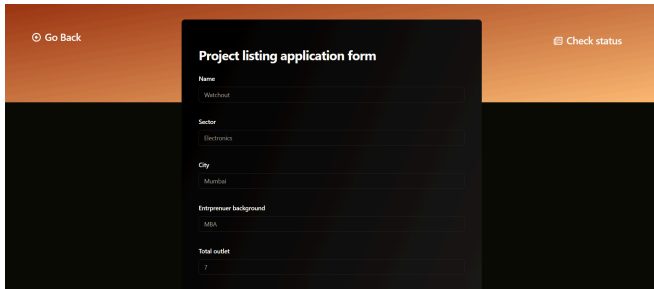 Go Back
Check status
Project listing application form
Name
Watchout
Sector
Electronics
City
Mumbai
Entrprenuer background
MBA
Total outlet
7